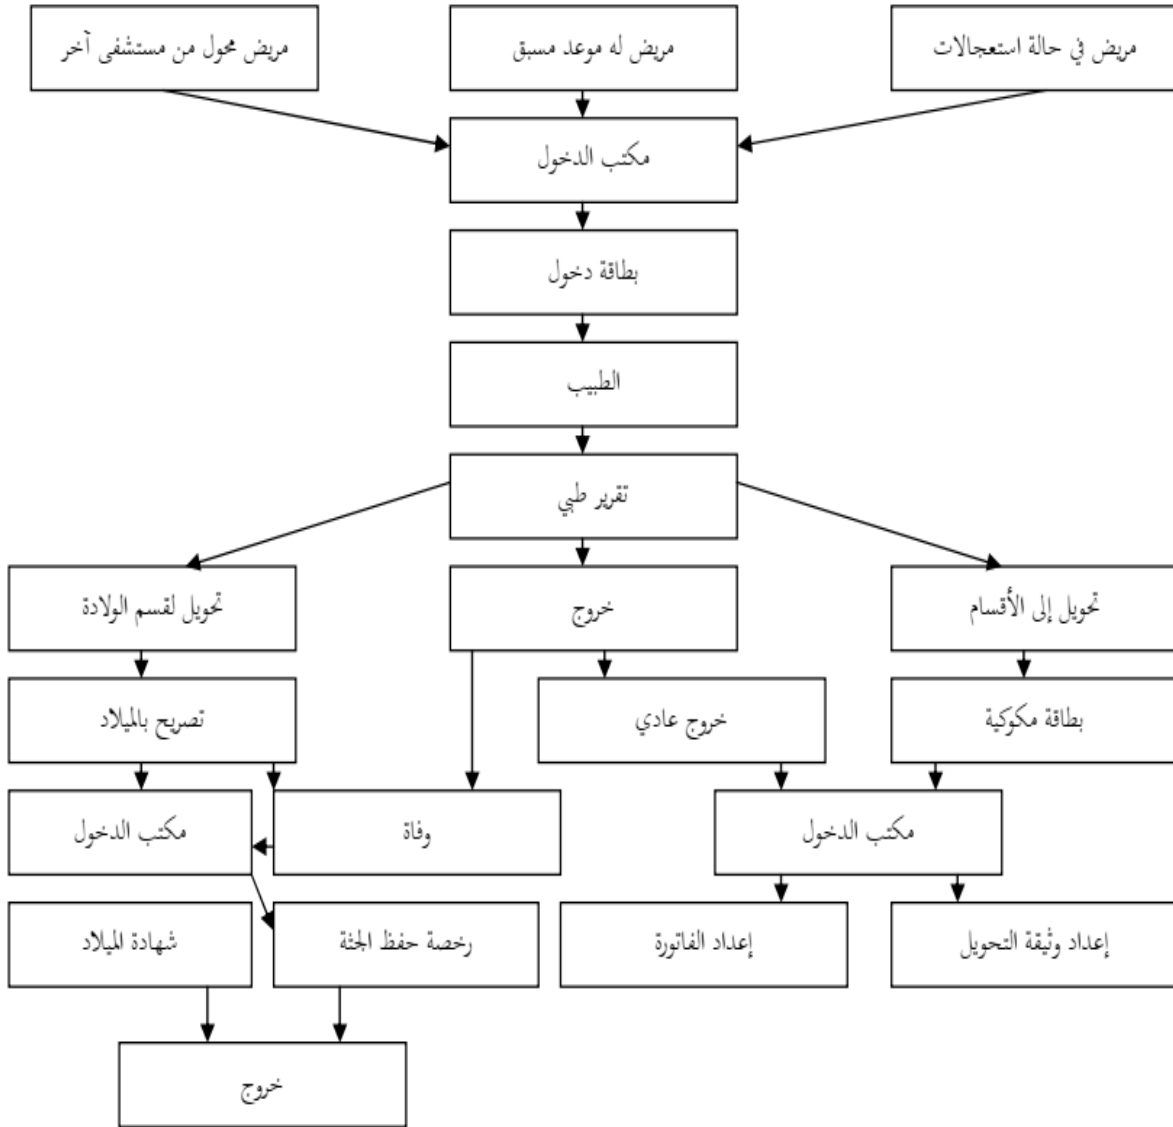 مريض في حالة استعجالات
مريض له موعد مسبق
مريض محول من مستشفى آخر
مكتب الدخول
بطاقة دخول
الطبيب
تقرير طبي
تحويل إلى الأقسام
خروج
تحويل لقسم الولادة
بطاقة مكوكية
خروج عادي
تصريح بالميلاد
مكتب الدخول
وفاة
مكتب الدخول
إعداد وثيقة التحويل
إعداد الفاتورة
رخصة حفظ الجثة
شهادة الميلاد
خروج